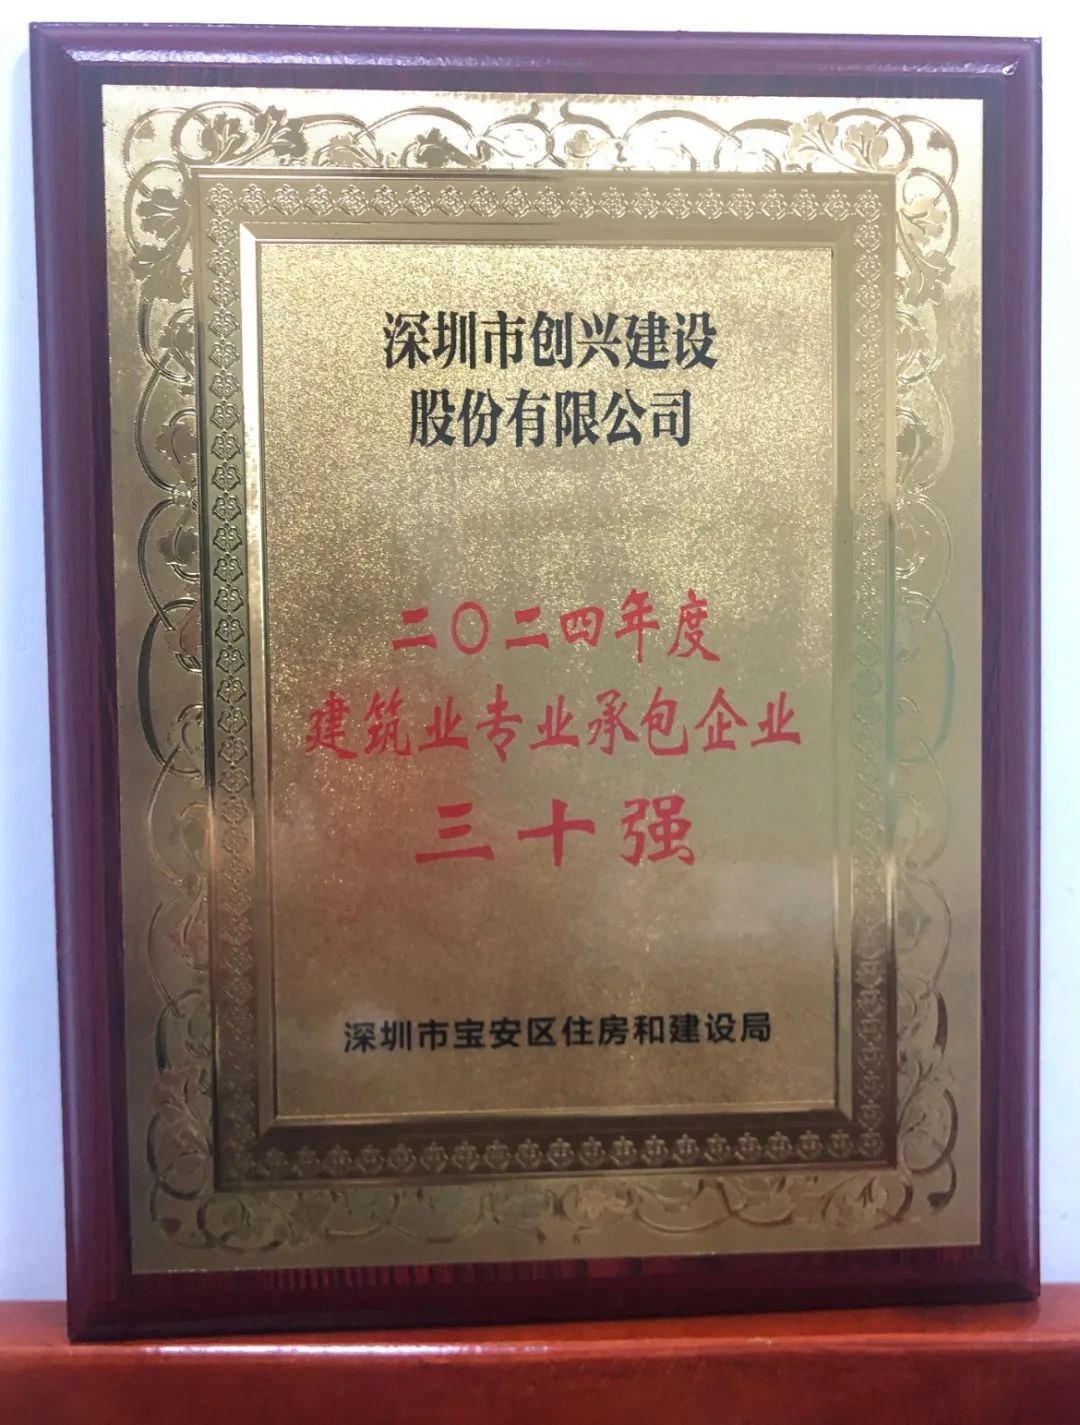 深圳市创兴建设
股份有限公司
二〇二四年度
建筑业专业承包企业
三十强
深圳市宝安区住房和建设局